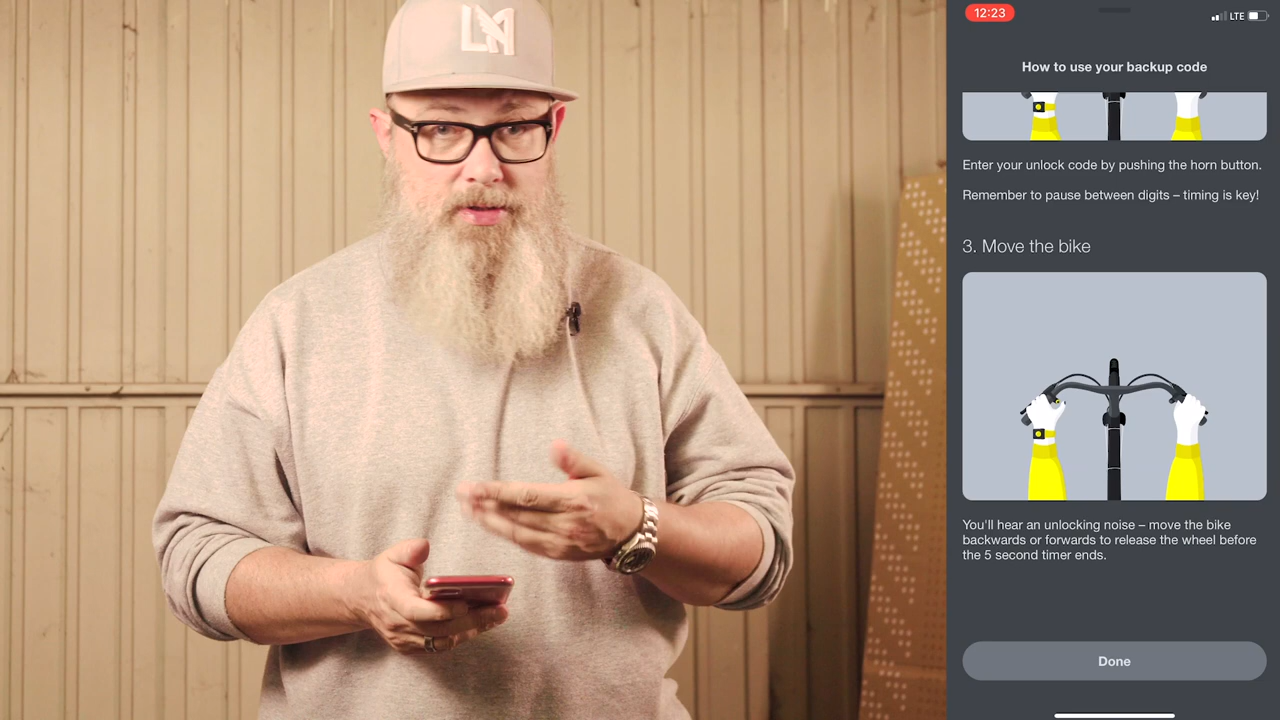 12:23
LTE
How to use your backup code
Enter your unlock code by pushing the horn button.
Remember to pause between digits – timing is key!
3. Move the bike
You'll hear an unlocking noise – move the bike
backwards or forwards to release the wheel before
the 5 second timer ends.
Done
LA